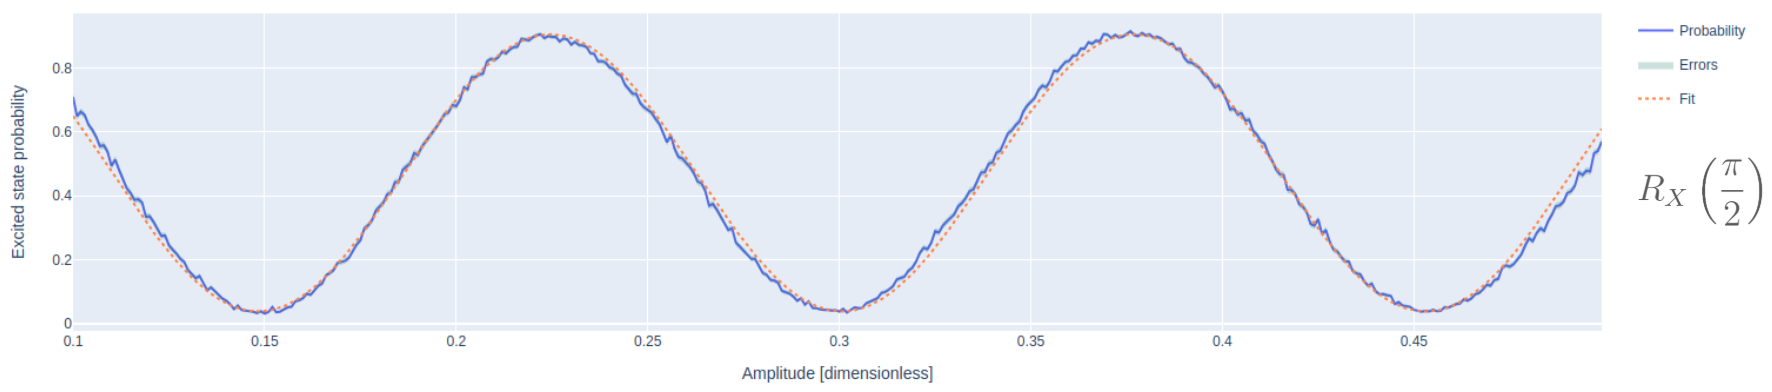 Excited state probability
0.8
0.6
0.4
0.2
0
0.1 0.15 0.2 0.25 0.3 0.35 0.4 0.45
Amplitude [dimensionless]
Probability
Errors
Fit
R_X (π/2)